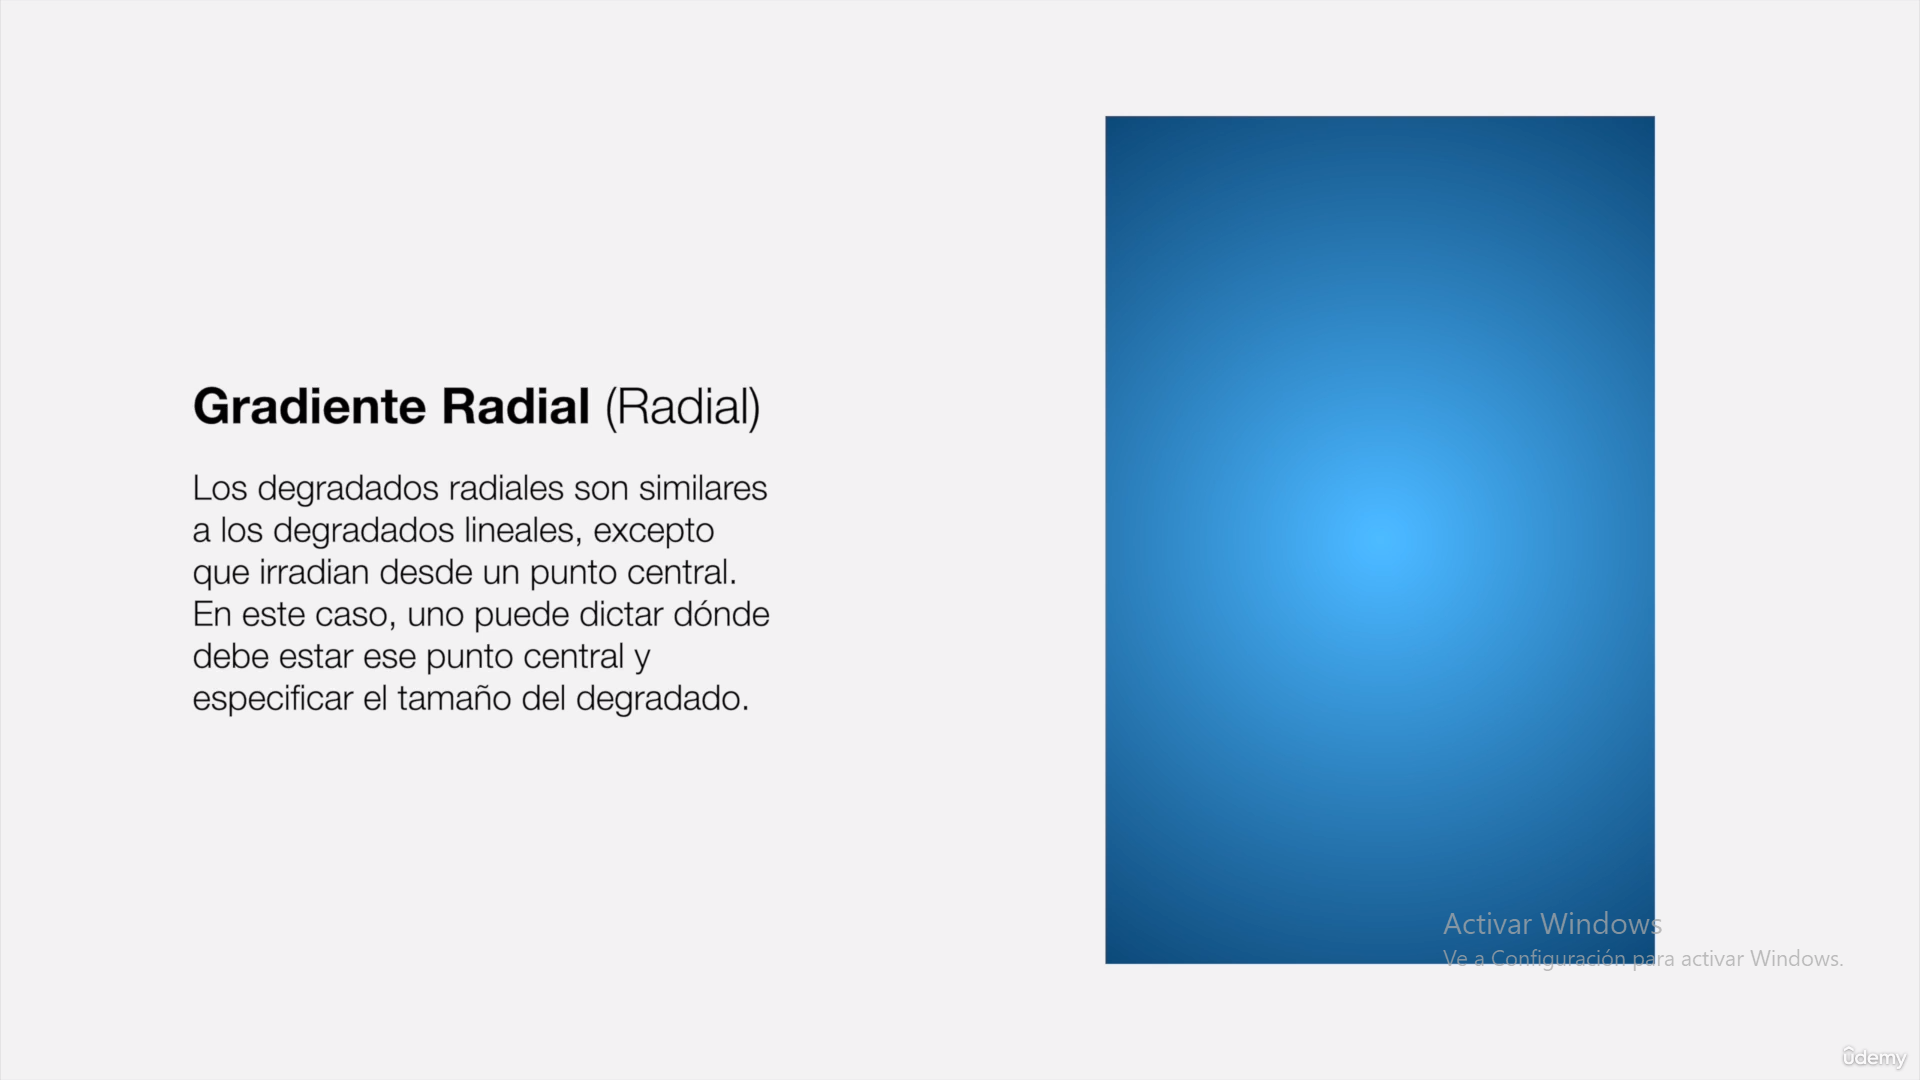 Gradiente Radial (Radial)
Los degradados radiales son similares
a los degradados lineales, excepto
que irradian desde un punto central.
En este caso, uno puede dictar dónde
debe estar ese punto central y
especificar el tamaño del degradado.
Activar Windows
Ve a Configuración para activar Windows.
ûdemy